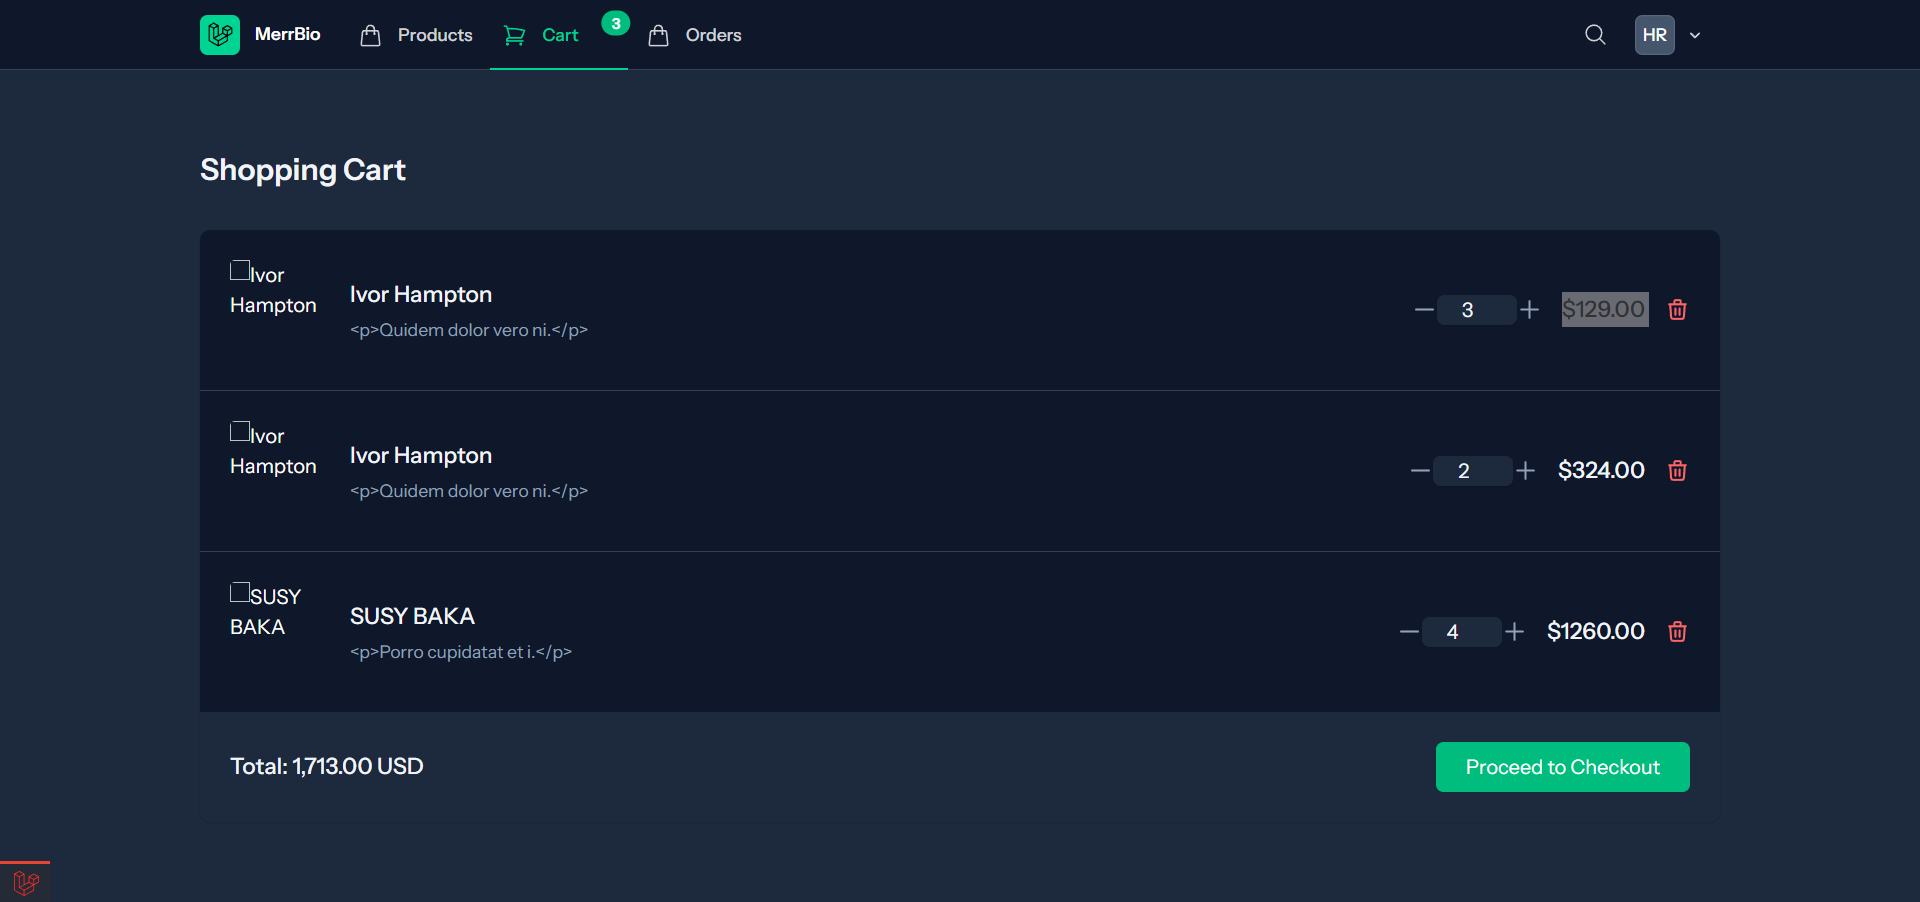 MerrBio
Products
Cart
3
Orders
HR
Shopping Cart
Ivor
Hampton
Ivor Hampton
<p>Quidem dolor vero ni.</p>
3
$129.00
Ivor
Hampton
Ivor Hampton
<p>Quidem dolor vero ni.</p>
2
$324.00
SUSY
BAKA
SUSY BAKA
<p>Porro cupidatat et i.</p>
4
$1260.00
Total: 1,713.00 USD
Proceed to Checkout